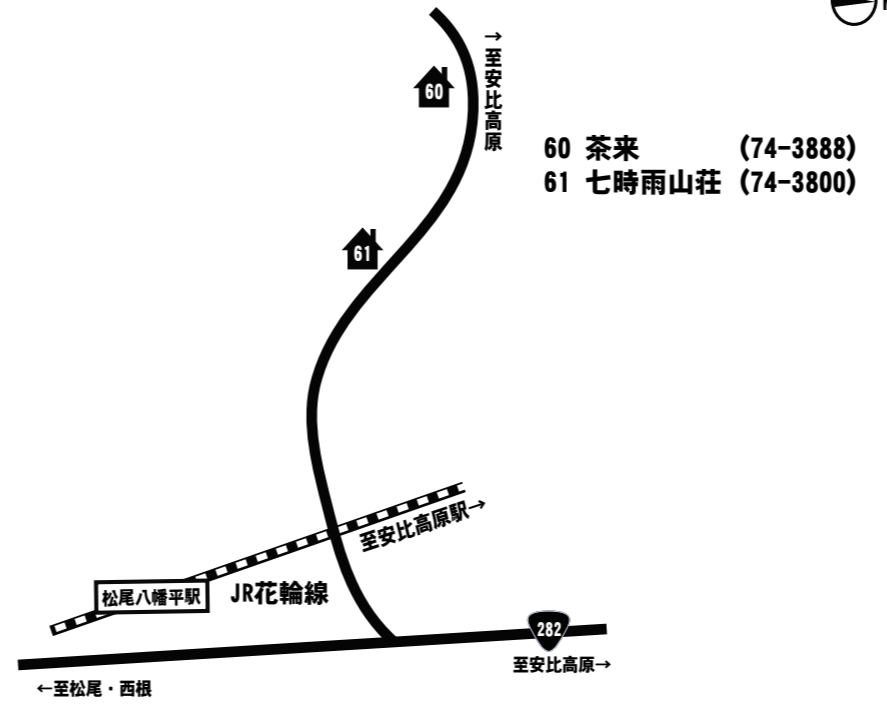 →至安比高原
60
60 茶来 (74-3888)
61 七時雨山荘 (74-3800)
61
至安比高原駅→
松尾八幡平駅
JR花輪線
282
至安比高原→
←至松尾・西根